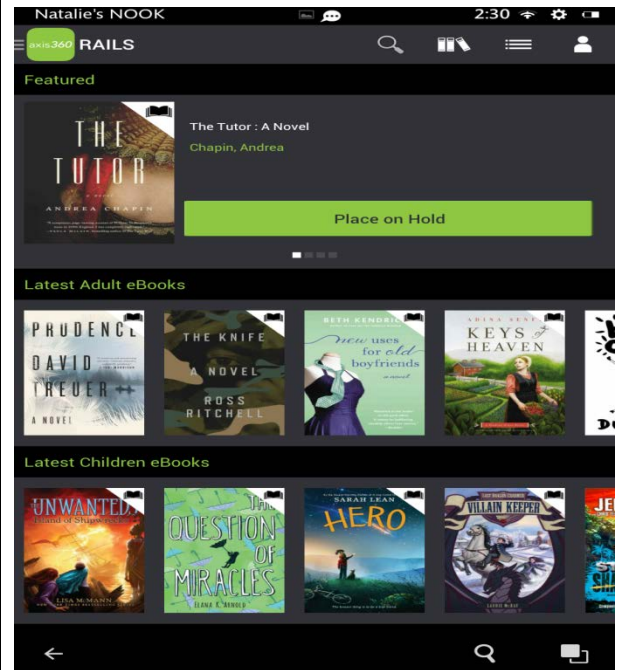 Natalie's NOOK
2:30
axis360 RAILS
Featured
THE
TUTOR
A NOVEL
ANDREA CHAPIN
The Tutor : A Novel
Chapin, Andrea
Place on Hold
Latest Adult eBooks
PRUDENCE
DAVID
TREUER
A NOVEL
THE KNIFE
A NOVEL
ROSS
RITCHELL
BETH KENDRICK
new uses
for old
boyfriends
a novel
KEYS of
HEAVEN
Latest Children eBooks
UNWANTEDS
Island of Shipwrecks
LISA McMANN
THE
QUESTION
OF
MIRACLES
ELANA K. ARNOLD
SARAH LEAN
HERO
VILLAIN KEEPER